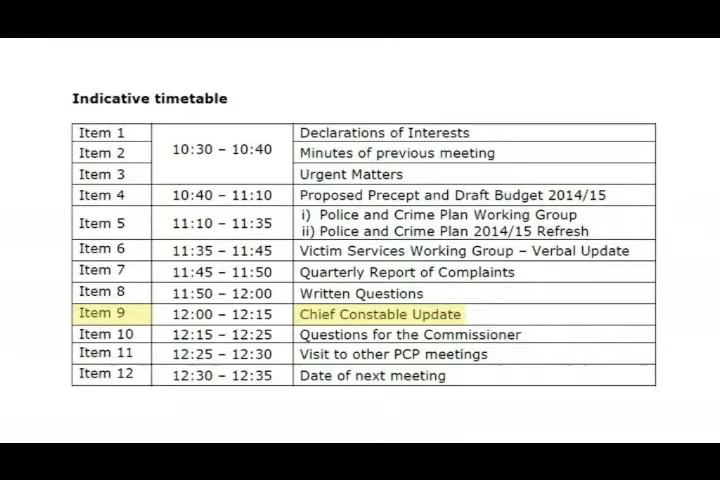 Indicative timetable
Item 1 Declarations of Interests
Item 2 10:30 – 10:40 Minutes of previous meeting
Item 3 Urgent Matters
Item 4 10:40 – 11:10 Proposed Precept and Draft Budget 2014/15
Item 5 11:10 – 11:35 i) Police and Crime Plan Working Group
ii) Police and Crime Plan 2014/15 Refresh
Item 6 11:35 – 11:45 Victim Services Working Group – Verbal Update
Item 7 11:45 – 11:50 Quarterly Report of Complaints
Item 8 11:50 – 12:00 Written Questions
Item 9 12:00 – 12:15 Chief Constable Update
Item 10 12:15 – 12:25 Questions for the Commissioner
Item 11 12:25 – 12:30 Visit to other PCP meetings
Item 12 12:30 – 12:35 Date of next meeting